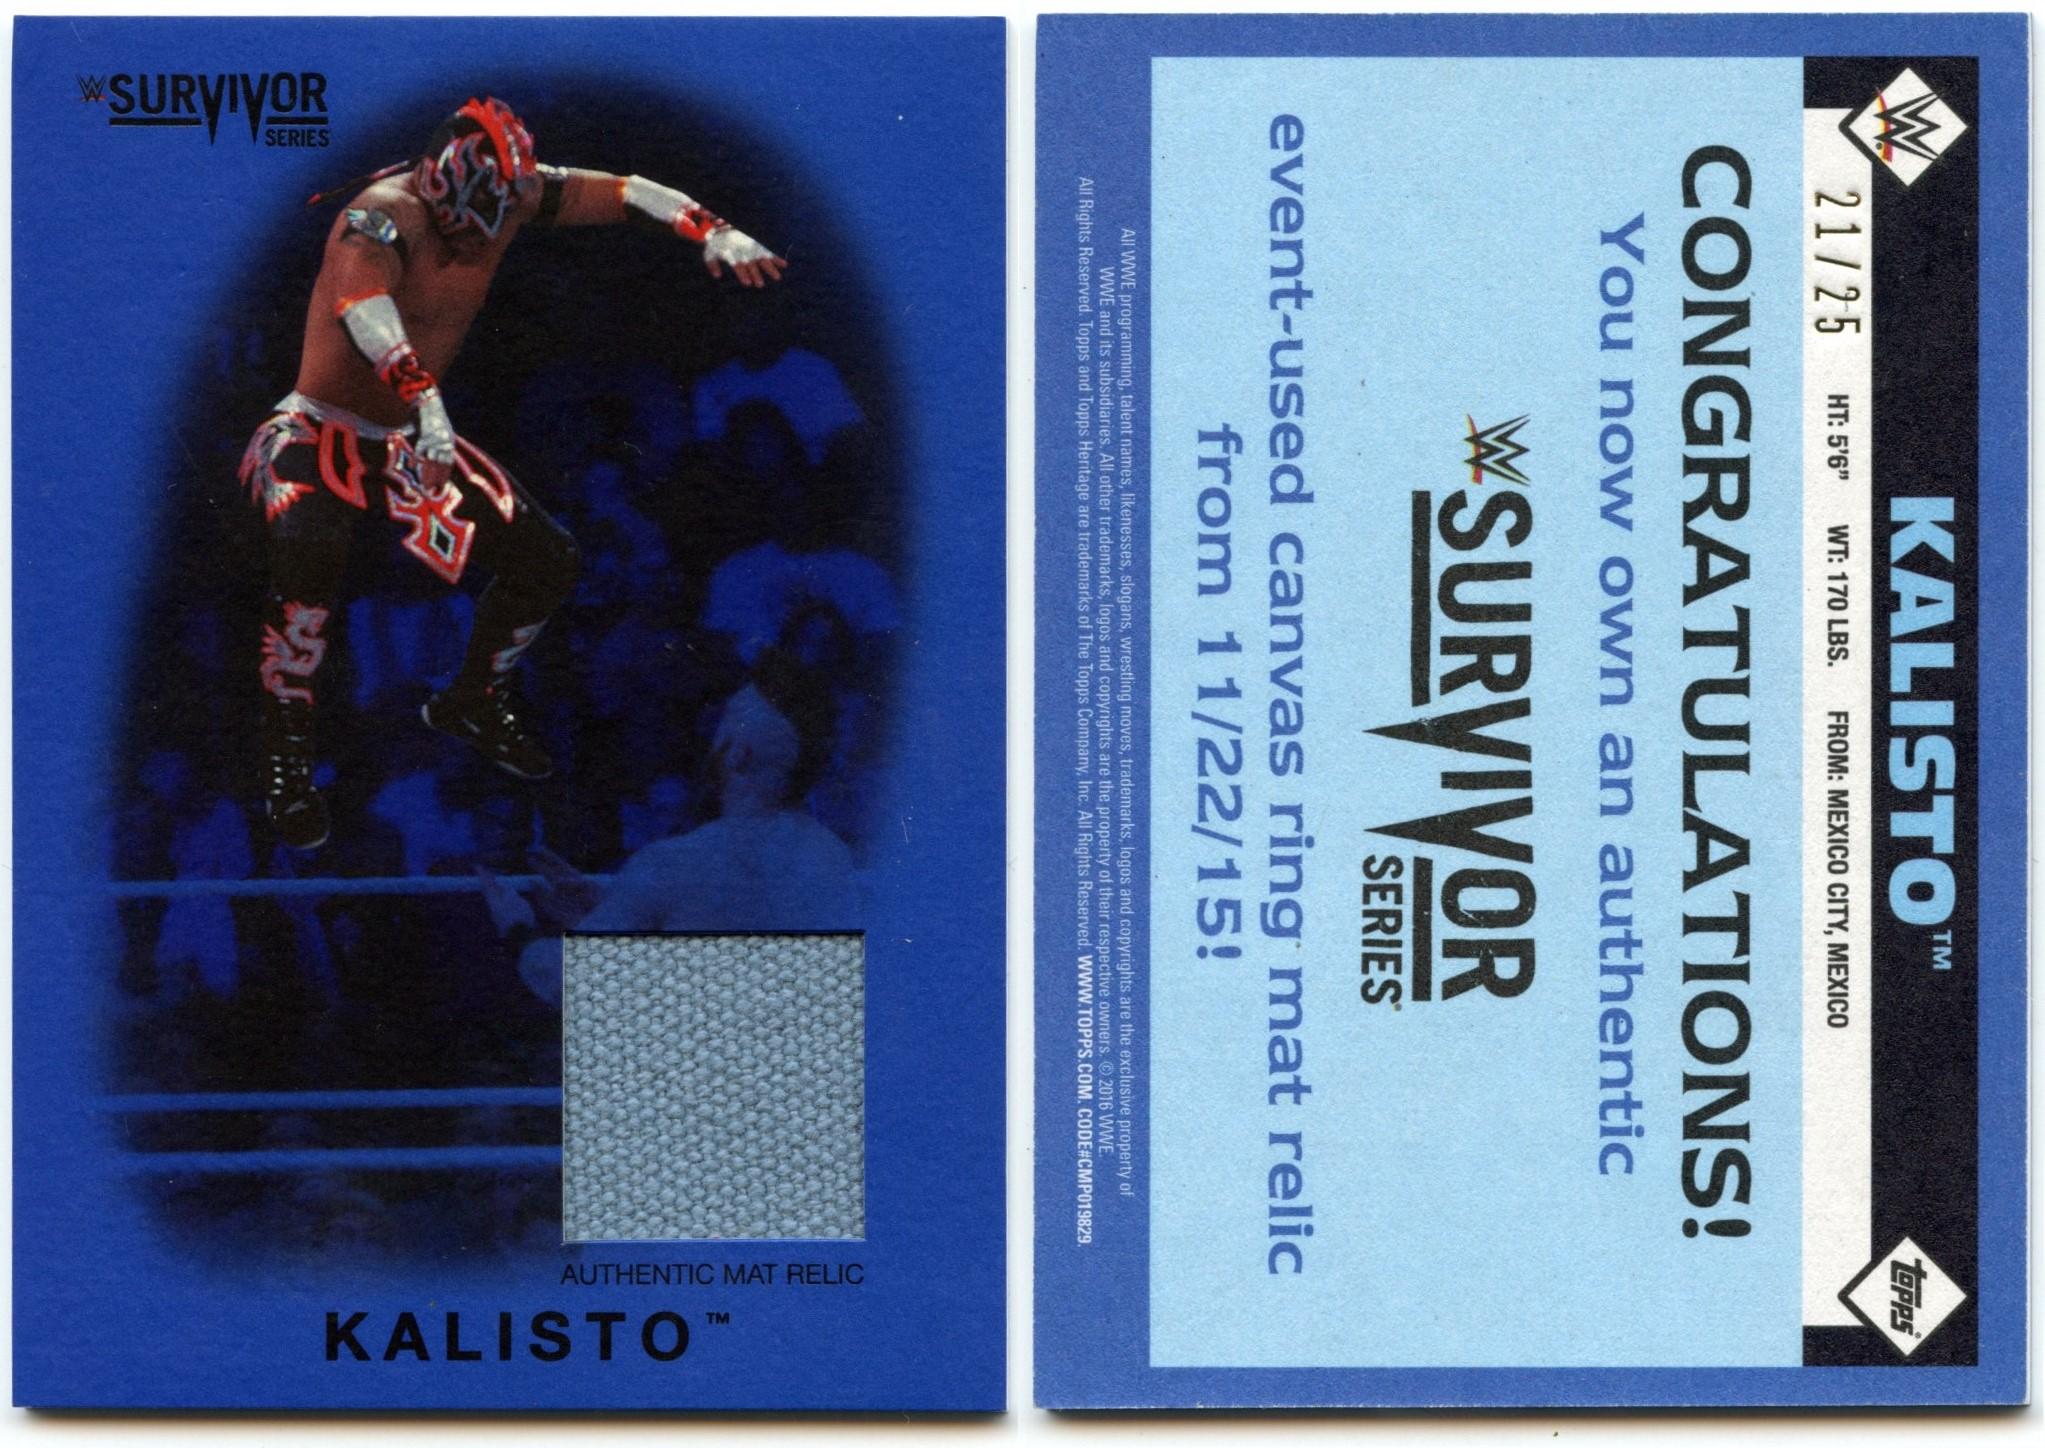 W SURVIVOR
SERIES
AUTHENTIC MAT RELIC
KALISTO™
W
KALISTO™
topps®
21/25
HT: 5'6" WT: 170 LBS. FROM: MEXICO CITY, MEXICO
CONGRATULATIONS!
You now own an authentic
W SURVIVOR
SERIES
event-used canvas ring mat relic
from 11/22/15!
All WWE programming, talent names, likenesses, slogans, wrestling moves, trademarks, logos and copyrights are the exclusive property of
WWE and its subsidiaries. All other trademarks, logos and copyrights are the property of their respective owners. © 2016 WWE.
All Rights Reserved. Topps and Topps Heritage are trademarks of The Topps Company, Inc. All Rights Reserved. WWW.TOPPS.COM. CODE#CMP019829.